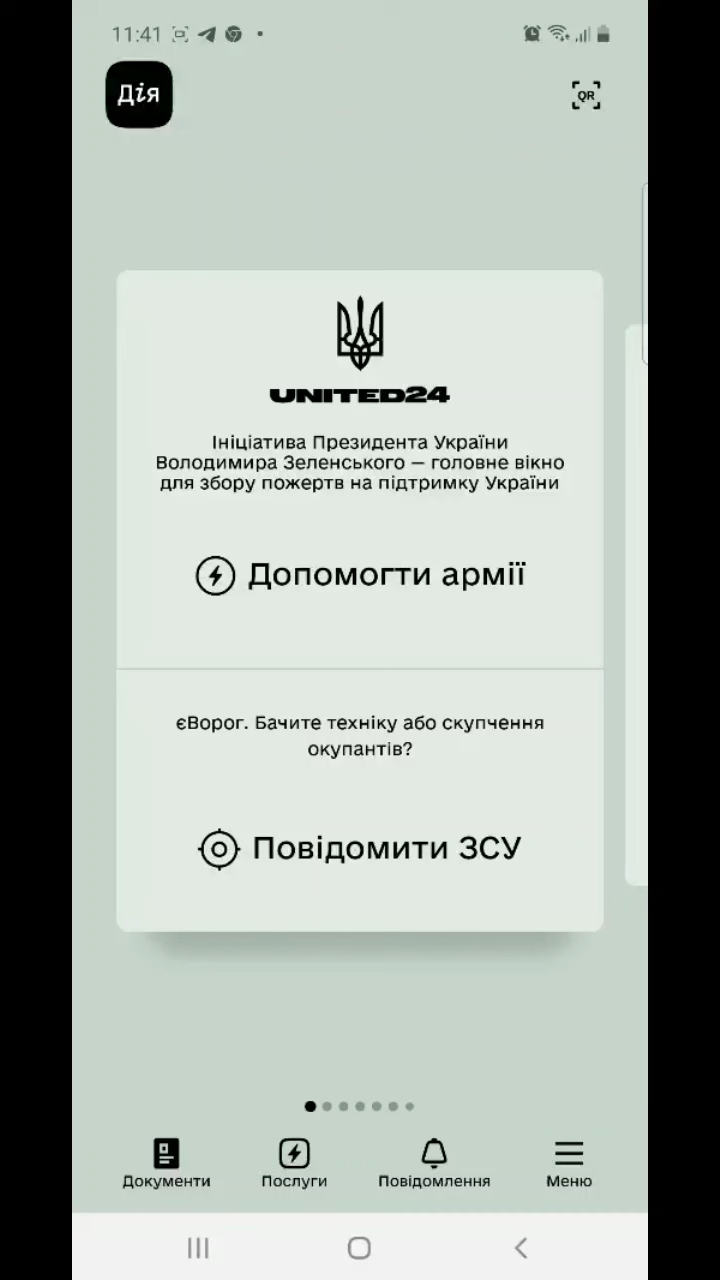 11:41
Дія
QR
UNITED24
Ініціатива Президента України
Володимира Зеленського — головне вікно
для збору пожертв на підтримку України
Допомогти армії
єВорог. Бачите техніку або скупчення
окупантів?
Повідомити ЗСУ
Документи
Послуги
Повідомлення
Меню